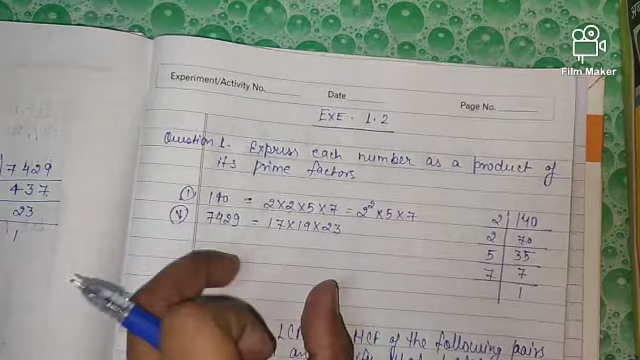 Film.Maker
Experiment/Activity No.
Date
Page No.
EXE. 1.2
Question 1. Express each number as a product of
its prime factors
(i) 140 = 2×2×5×7 = 2²×5×7
(v) 7429 = 17×19×23
2 | 140
2 | 70
5 | 35
7 | 7
1
7429
437
23
1
LC
HCF of the following pairs